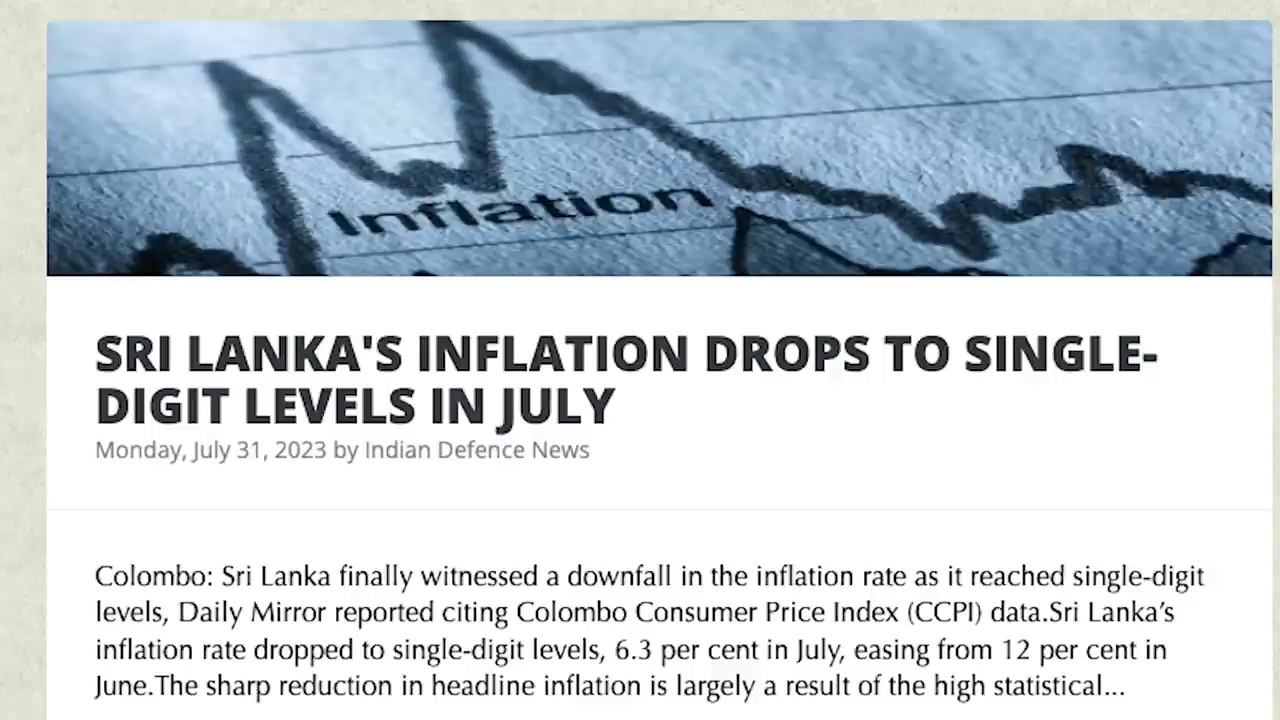 Inflation
SRI LANKA'S INFLATION DROPS TO SINGLE-
DIGIT LEVELS IN JULY
Monday, July 31, 2023 by Indian Defence News
Colombo: Sri Lanka finally witnessed a downfall in the inflation rate as it reached single-digit
levels, Daily Mirror reported citing Colombo Consumer Price Index (CCPI) data.Sri Lanka’s
inflation rate dropped to single-digit levels, 6.3 per cent in July, easing from 12 per cent in
June.The sharp reduction in headline inflation is largely a result of the high statistical...